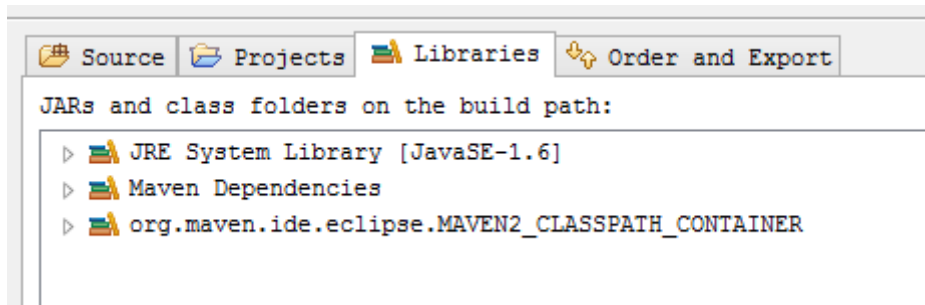 Source Projects Libraries Order and Export
JARs and class folders on the build path:
JRE System Library [JavaSE-1.6]
Maven Dependencies
org.maven.ide.eclipse.MAVEN2_CLASSPATH_CONTAINER